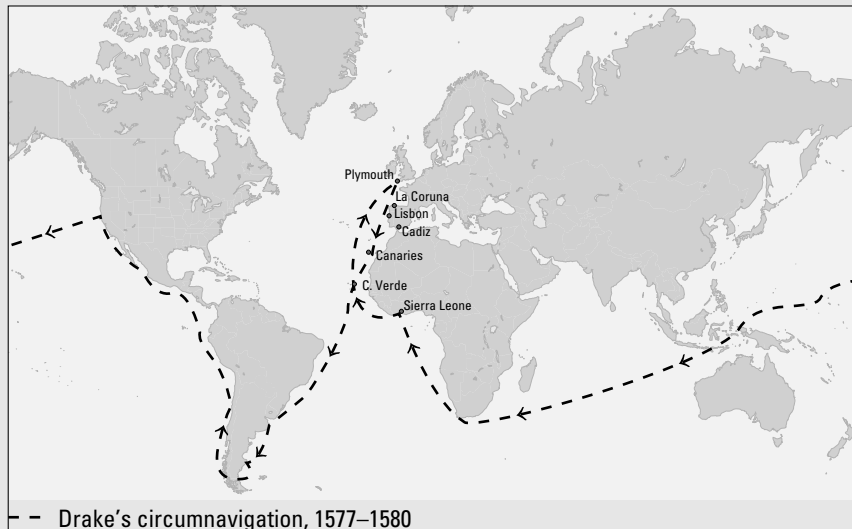 Plymouth
La Coruna
Lisbon
Cadiz
Canaries
C. Verde
Sierra Leone
Drake's circumnavigation, 1577–1580